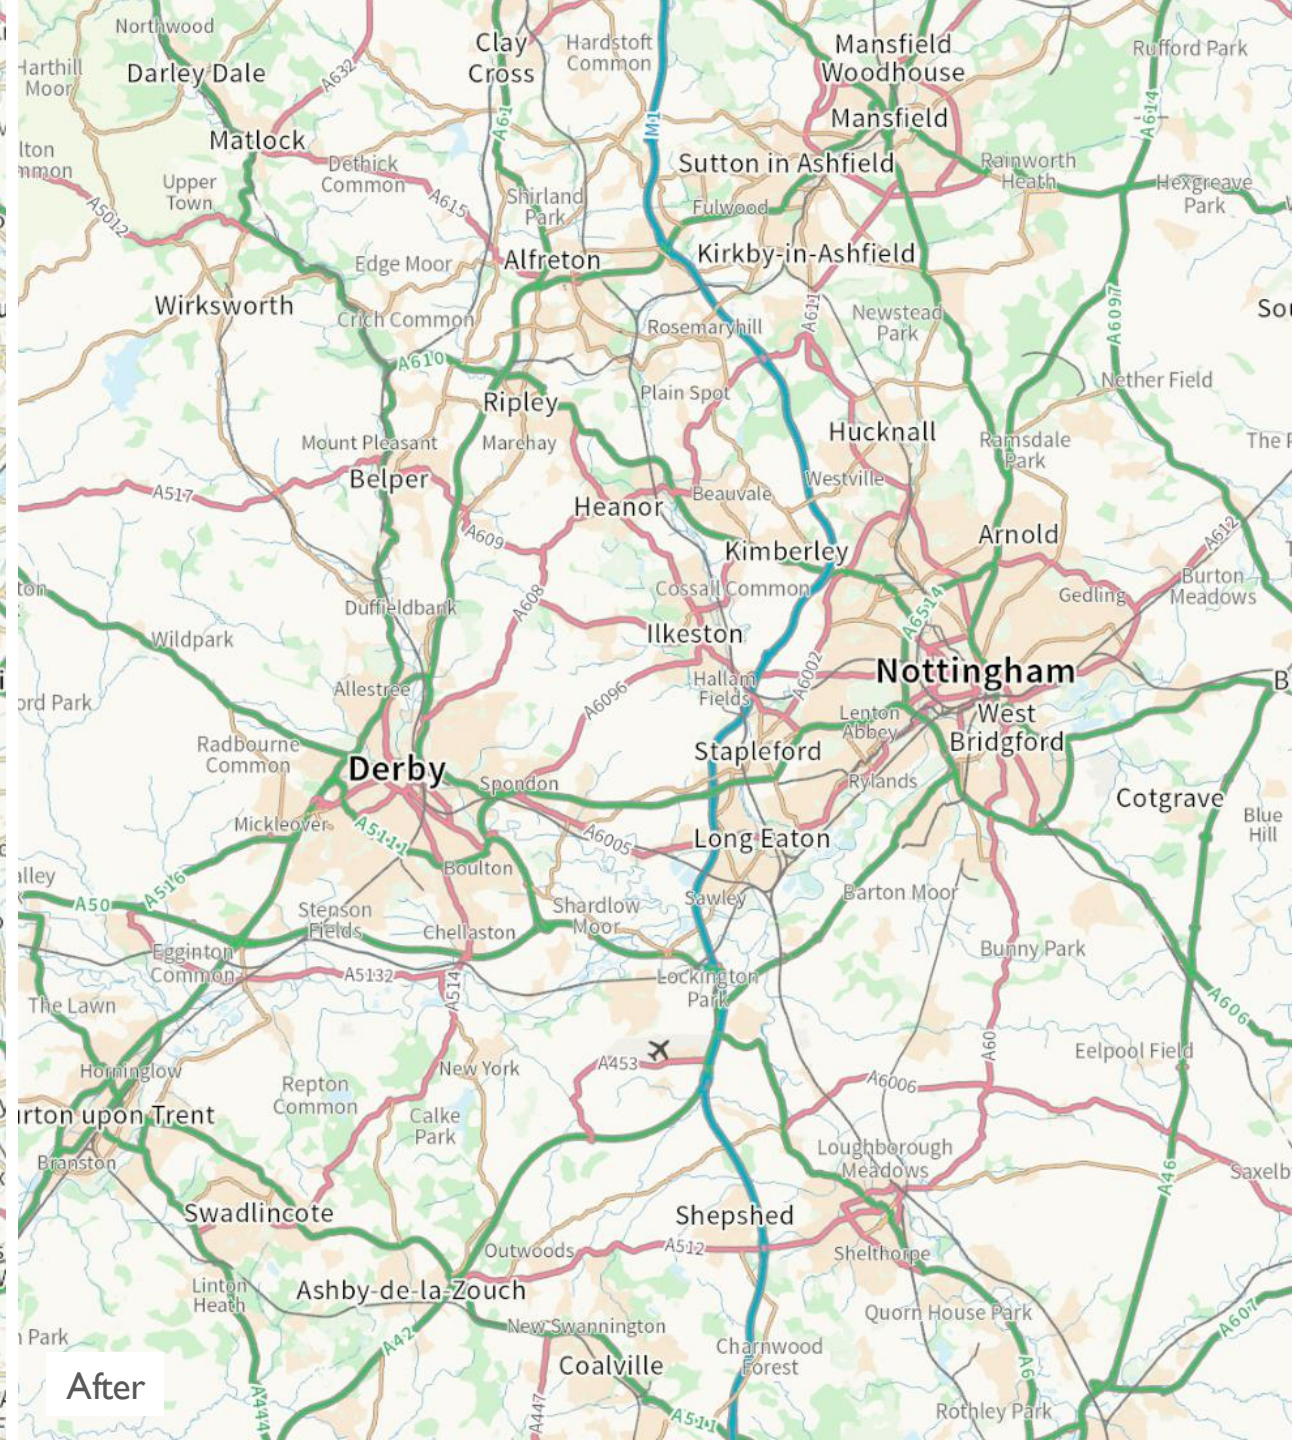 Northwood
Clay
Cross
Hardstoft
Common
Mansfield
Woodhouse
Rufford Park
Harthill
Moor
Darley Dale
A632
A61
M1
Mansfield
A614
Matlock
Dethick
Common
Sutton in Ashfield
Rainworth
Heath
Hexgreave
Park
Upper
Town
A5012
A615
Shirland
Park
Fulwood
Edge Moor
Alfreton
Kirkby-in-Ashfield
Wirksworth
Crich Common
Rosemaryhill
A611
Newstead
Park
A6097
A610
Plain Spot
Nether Field
Ripley
Mount Pleasant
Marehay
Hucknall
Ramsdale
Park
Belper
A517
Westville
Heanor
Beauvale
A609
Kimberley
Arnold
A612
Cossall Common
Burton
Meadows
Gedling
A608
Duffieldbank
A6514
Wildpark
Ilkeston
Nottingham
Hallam
Fields
A6002
Allestree
A6096
Lenton
Abbey
West
Bridgford
Radbourne
Common
Stapleford
Derby
Spondon
Rylands
Cotgrave
Blue
Hill
Mickleover
A5111
A6005
Long Eaton
Boulton
A516
A50
Sawley
Barton Moor
Stenson
Fields
Shardlow
Moor
Chellaston
Egginton
Common
A5132
A514
Lockington
Park
Bunny Park
The Lawn
A606
A60
Eelpool Field
Horninglow
A453
New York
Repton
Common
A6006
Calke
Park
urton upon Trent
Loughborough
Meadows
Branston
A46
Saxelb
Swadlincote
Shepshed
Outwoods
A512
Shelthorpe
Linton
Heath
Ashby-de-la-Zouch
Quorn House Park
A607
New Swannington
A42
Charnwood
Forest
Coalville
A6
After
A444
A447
A511
Rothley Park